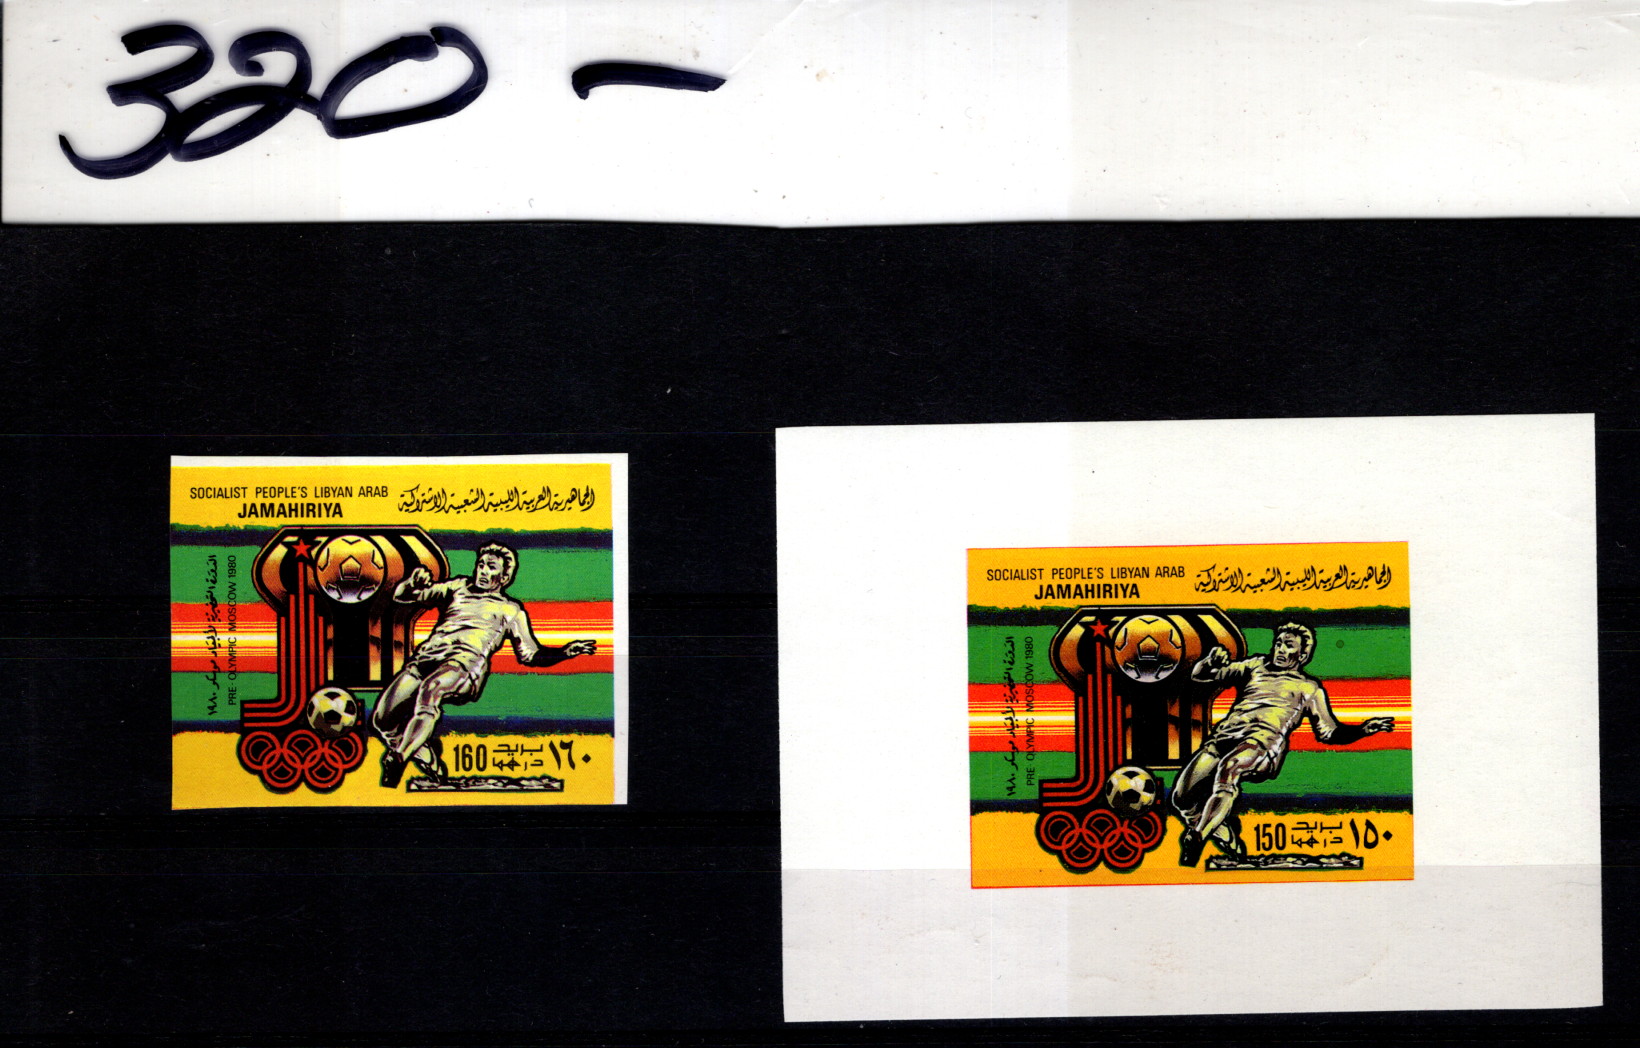 320 -
SOCIALIST PEOPLE'S LIBYAN ARAB
JAMAHIRIYA
الجماهيرية العربية الليبية الشعبية الاشتراكية
PRE-OLYMPIC MOSCOW 1980
160
١٦٠
SOCIALIST PEOPLE'S LIBYAN ARAB
JAMAHIRIYA
الجماهيرية العربية الليبية الشعبية الاشتراكية
PRE-OLYMPIC MOSCOW 1980
150
١٥٠